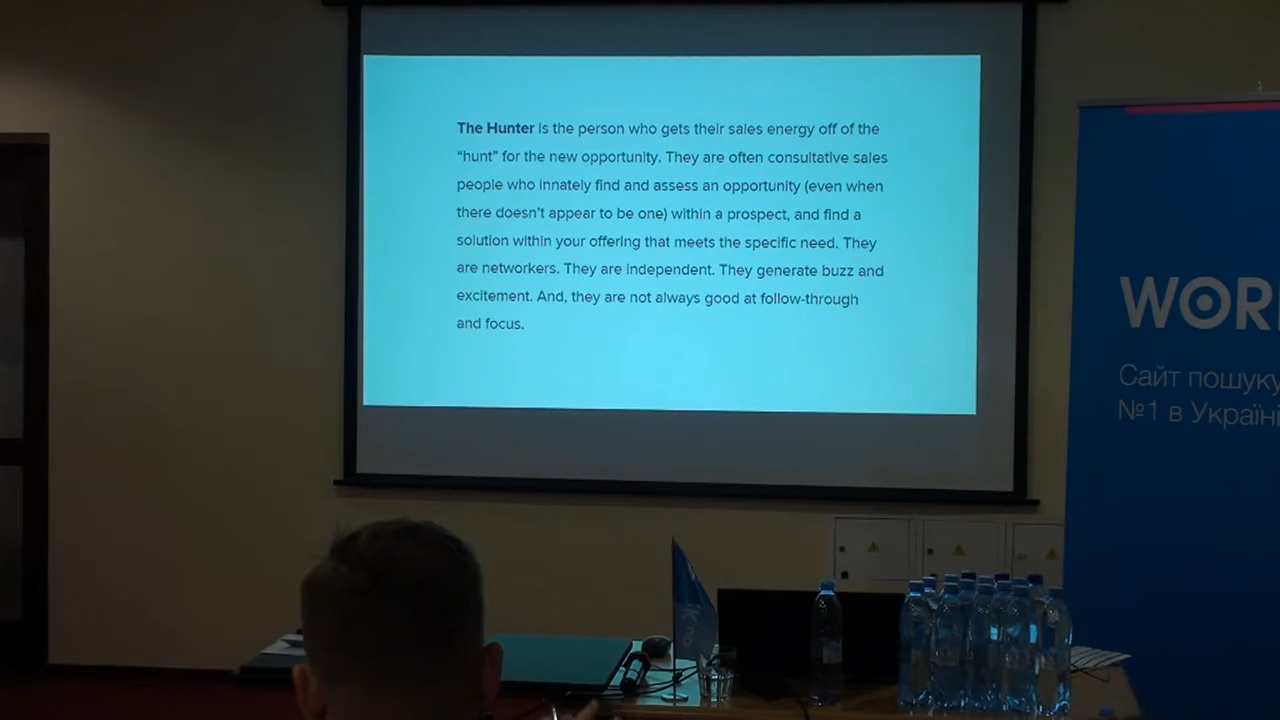 The Hunter is the person who gets their sales energy off of the
“hunt” for the new opportunity. They are often consultative sales
people who innately find and assess an opportunity (even when
there doesn’t appear to be one) within a prospect, and find a
solution within your offering that meets the specific need. They
are networkers. They are independent. They generate buzz and
excitement. And, they are not always good at follow-through
and focus.
WOR
Сайт пошуку
№1 в Україні